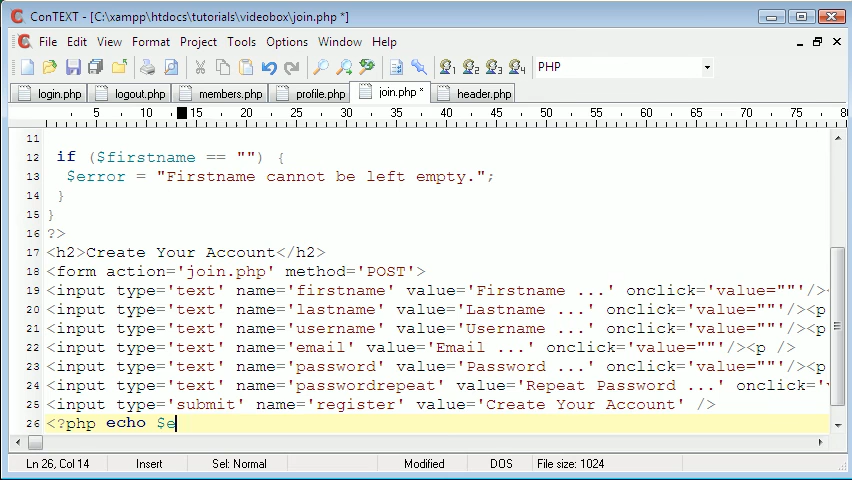 ConTEXT - [C:\xampp\htdocs\tutorials\videobox\join.php *]
File Edit View Format Project Tools Options Window Help
1 2 3 4 PHP
login.php logout.php members.php profile.php join.php * header.php
5 10 15 20 25 30 35 40 45 50 55 60 65 70 75 80
11
12 if ($firstname == "") {
13 $error = "Firstname cannot be left empty.";
14 }
15 }
16 ?>
17 <h2>Create Your Account</h2>
18 <form action='join.php' method='POST'>
19 <input type='text' name='firstname' value='Firstname ...' onclick='value=""'/><
20 <input type='text' name='lastname' value='Lastname ...' onclick='value=""'/><p
21 <input type='text' name='username' value='Username ...' onclick='value=""'/><p
22 <input type='text' name='email' value='Email ...' onclick='value=""'/><p />
23 <input type='text' name='password' value='Password ...' onclick='value=""'/><p
24 <input type='text' name='passwordrepeat' value='Repeat Password ...' onclick='
25 <input type='submit' name='register' value='Create Your Account' />
26 <?php echo $e
Ln 26, Col 14 Insert Sel: Normal Modified DOS File size: 1024